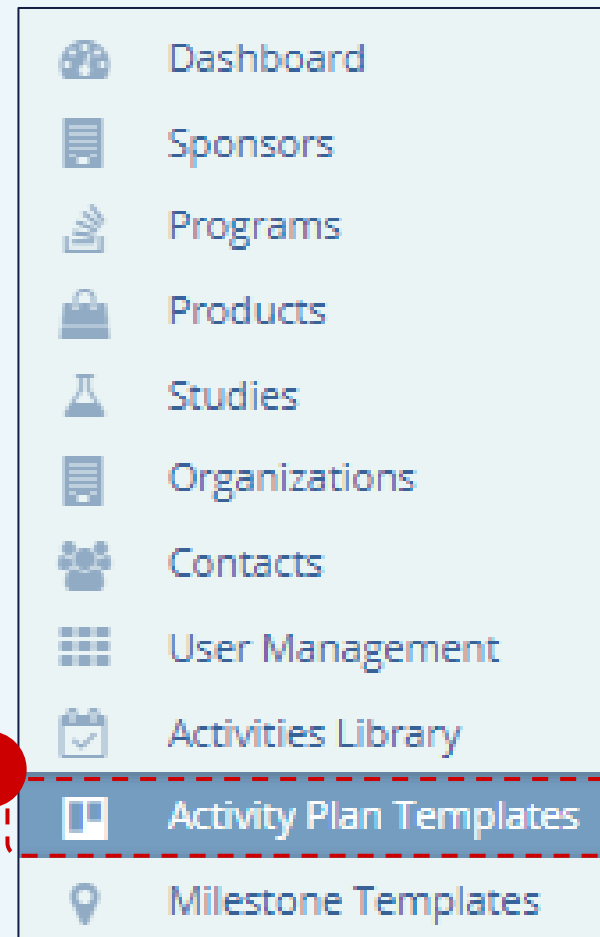 Dashboard
Sponsors
Programs
Products
Studies
Organizations
Contacts
User Management
Activities Library
Activity Plan Templates
Milestone Templates